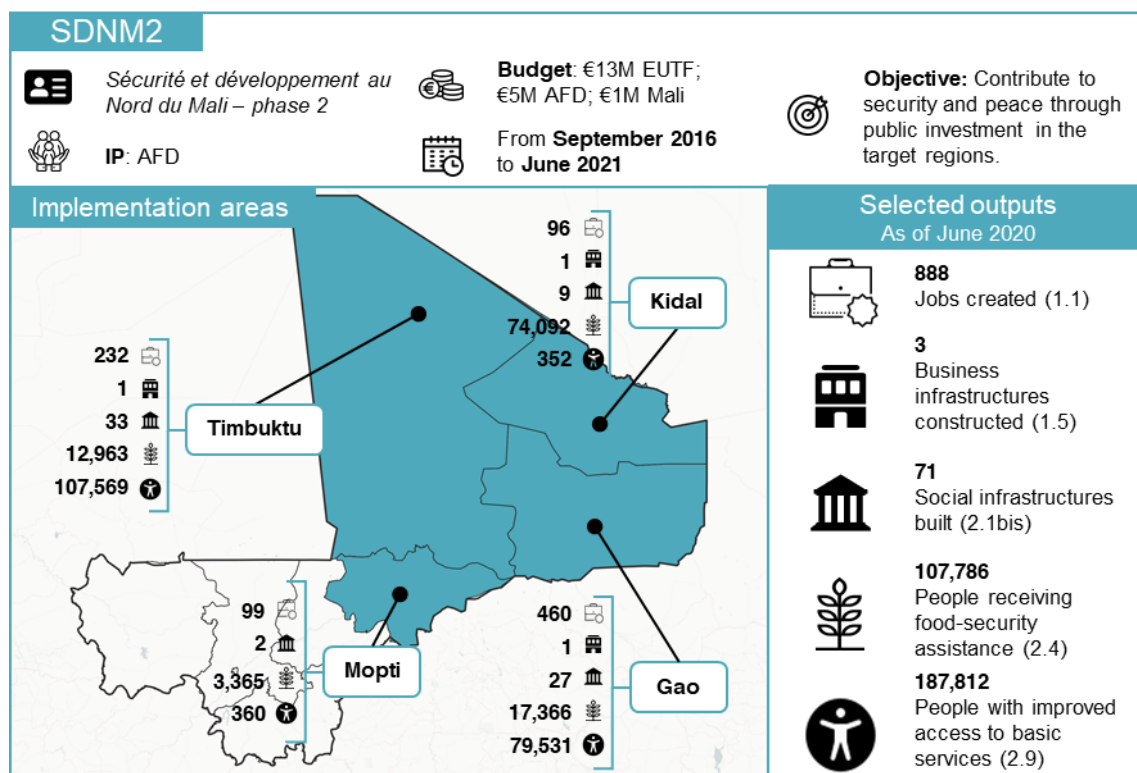 SDNM2
Sécurité et développement au
Nord du Mali – phase 2
IP: AFD
Budget: €13M EUTF;
€5M AFD; €1M Mali
From September 2016
to June 2021
Objective: Contribute to
security and peace through
public investment in the
target regions.
Implementation areas
96
1
9
74,092
352
Kidal
232
1
33
12,963
107,569
Timbuktu
99
2
3,365
360
Mopti
460
1
27
17,366
79,531
Gao
Selected outputs
As of June 2020
888
Jobs created (1.1)
3
Business
infrastructures
constructed (1.5)
71
Social infrastructures
built (2.1bis)
107,786
People receiving
food-security
assistance (2.4)
187,812
People with improved
access to basic
services (2.9)